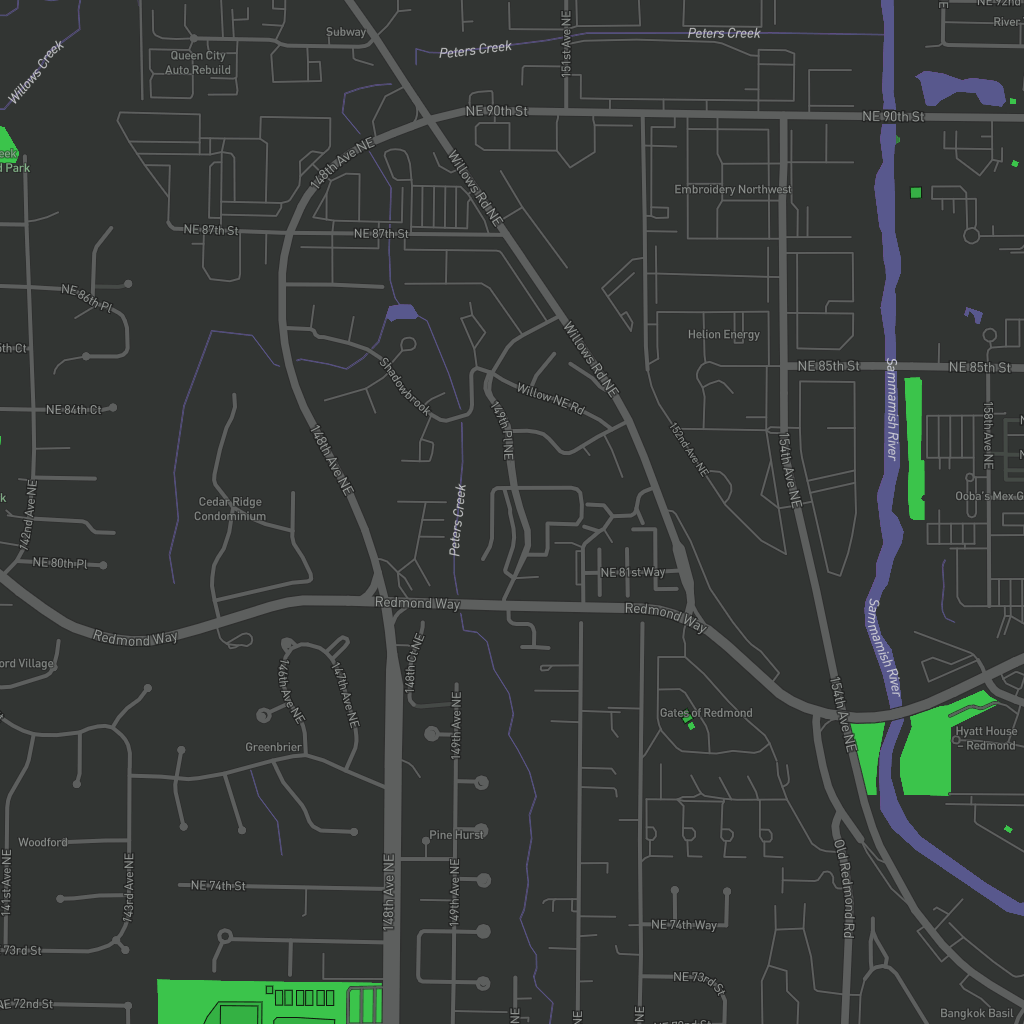 NE 92nd
Subway
151st Ave NE
River
Peters Creek
Peters Creek
Queen City
Auto Rebuild
Willows Creek
NE 90th St
NE 90th St
148th Ave NE
Willows Rd NE
d Park
Embroidery Northwest
NE 87th St
NE 87th St
NE 86th Pl
Helion Energy
Willows Rd NE
NE 85th St
NE 85th St
Sammamish River
Shadowbrook
Willow NE Rd
NE 84th Ct
149th Pl NE
152nd Ave NE
154th Ave NE
158th Ave NE
148th Ave NE
Cedar Ridge
Condominium
Ooba's Mex G
142nd Ave NE
Peters Creek
NE 80th Pl
NE 81st Way
Redmond Way
Redmond Way
Redmond Way
Sammamish River
ord Village
146th Ave NE
147th Ave NE
148th Ct NE
149th Ave NE
154th Ave NE
Gates of Redmond
Hyatt House
– Redmond
Greenbrier
Woodford
Pine Hurst
141st Ave NE
143rd Ave NE
NE 74th St
148th Ave NE
149th Ave NE
Old Redmond Rd
NE 74th Way
73rd St
NE 73rd St
NE 72nd St
NE
NE
NE
Bangkok Basil